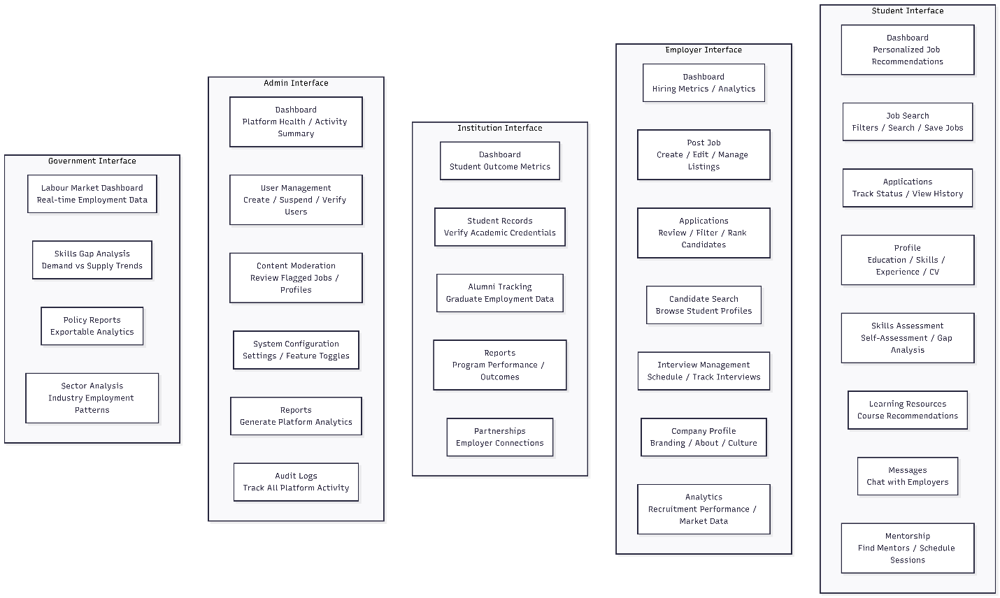 Government Interface
Labour Market Dashboard
Real-time Employment Data
Skills Gap Analysis
Demand vs Supply Trends
Policy Reports
Exportable Analytics
Sector Analysis
Industry Employment
Patterns
Admin Interface
Dashboard
Platform Health / Activity
Summary
User Management
Create / Suspend / Verify
Users
Content Moderation
Review Flagged Jobs /
Profiles
System Configuration
Settings / Feature Toggles
Reports
Generate Platform Analytics
Audit Logs
Track All Platform Activity
Institution Interface
Dashboard
Student Outcome Metrics
Student Records
Verify Academic Credentials
Alumni Tracking
Graduate Employment Data
Reports
Program Performance /
Outcomes
Partnerships
Employer Connections
Employer Interface
Dashboard
Hiring Metrics / Analytics
Post Job
Create / Edit / Manage
Listings
Applications
Review / Filter / Rank
Candidates
Candidate Search
Browse Student Profiles
Interview Management
Schedule / Track Interviews
Company Profile
Branding / About / Culture
Analytics
Recruitment Performance /
Market Data
Student Interface
Dashboard
Personalized Job
Recommendations
Job Search
Filters / Search / Save Jobs
Applications
Track Status / View History
Profile
Education / Skills /
Experience / CV
Skills Assessment
Self-Assessment / Gap
Analysis
Learning Resources
Course Recommendations
Messages
Chat with Employers
Mentorship
Find Mentors / Schedule
Sessions